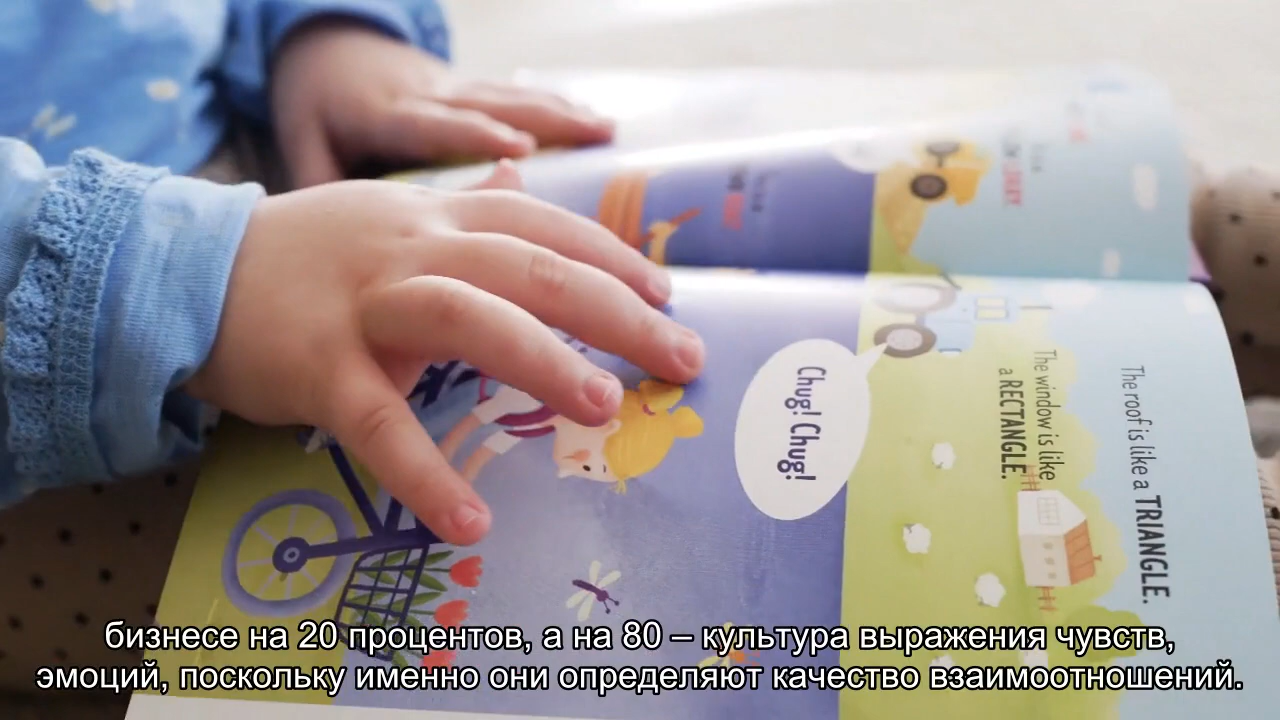 Chug! Chug!
The roof is like a TRIANGLE.
The window is like
a RECTANGLE.
бизнесе на 20 процентов, а на 80 – культура выражения чувств,
эмоций, поскольку именно они определяют качество взаимоотношений.